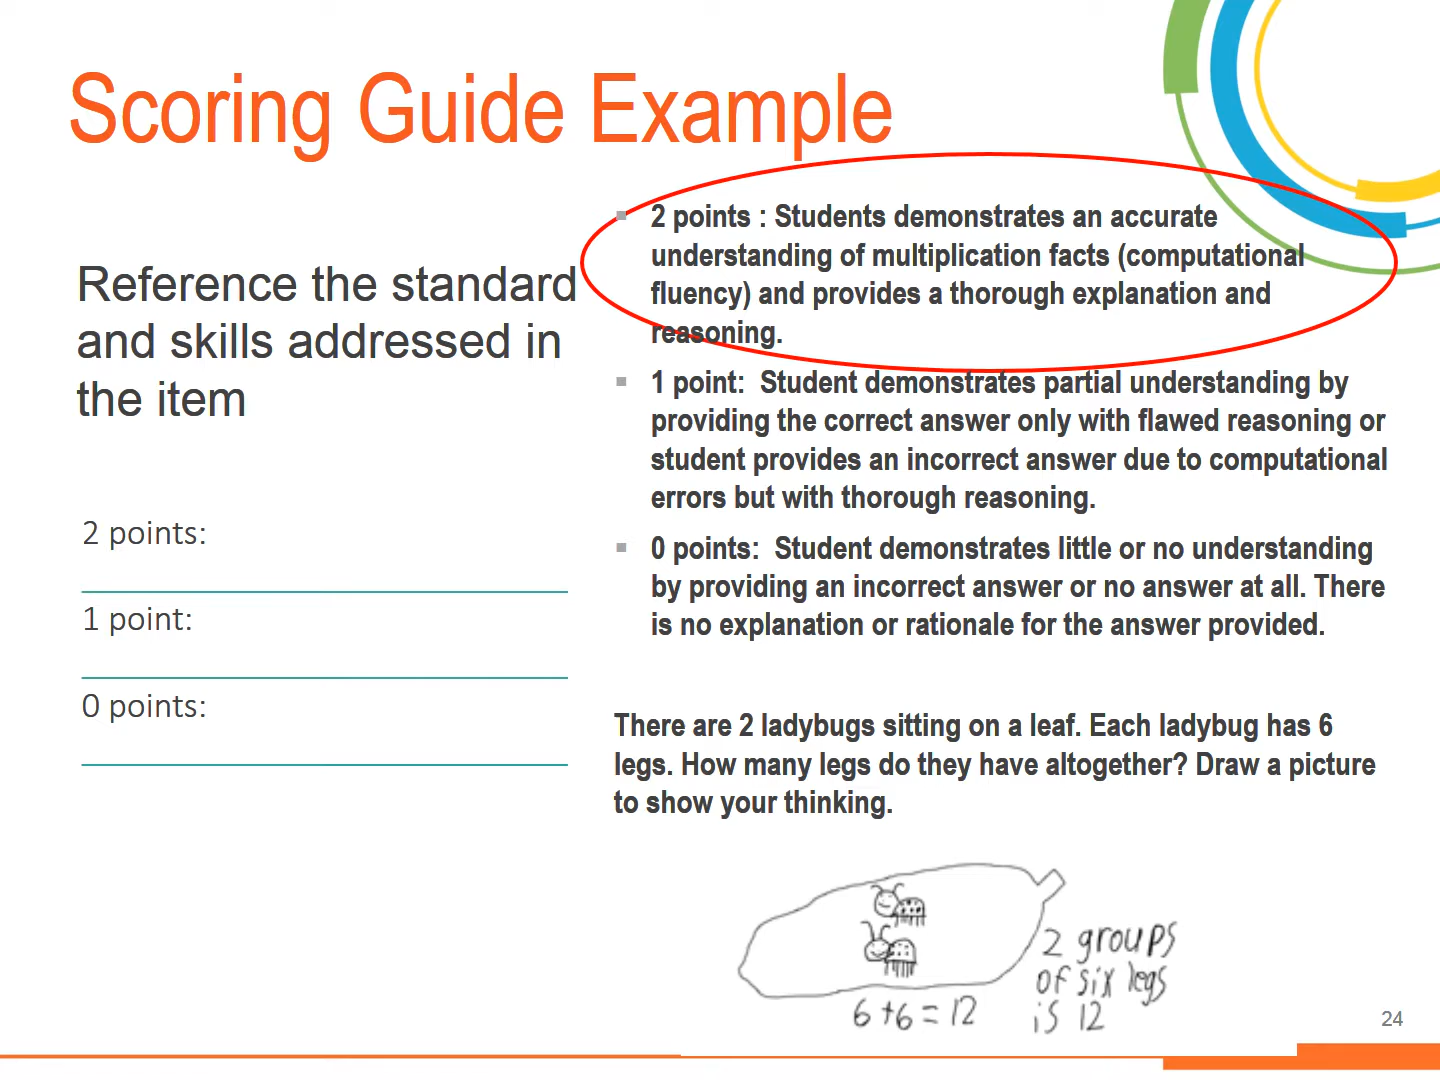 Scoring Guide Example
Reference the standard
and skills addressed in
the item
2 points:
1 point:
0 points:
2 points : Students demonstrates an accurate
understanding of multiplication facts (computational
fluency) and provides a thorough explanation and
reasoning.
1 point:  Student demonstrates partial understanding by
providing the correct answer only with flawed reasoning or
student provides an incorrect answer due to computational
errors but with thorough reasoning.
0 points:  Student demonstrates little or no understanding
by providing an incorrect answer or no answer at all. There
is no explanation or rationale for the answer provided.
There are 2 ladybugs sitting on a leaf. Each ladybug has 6
legs. How many legs do they have altogether? Draw a picture
to show your thinking.
6+6=12
2 groups
of six legs
is 12
24